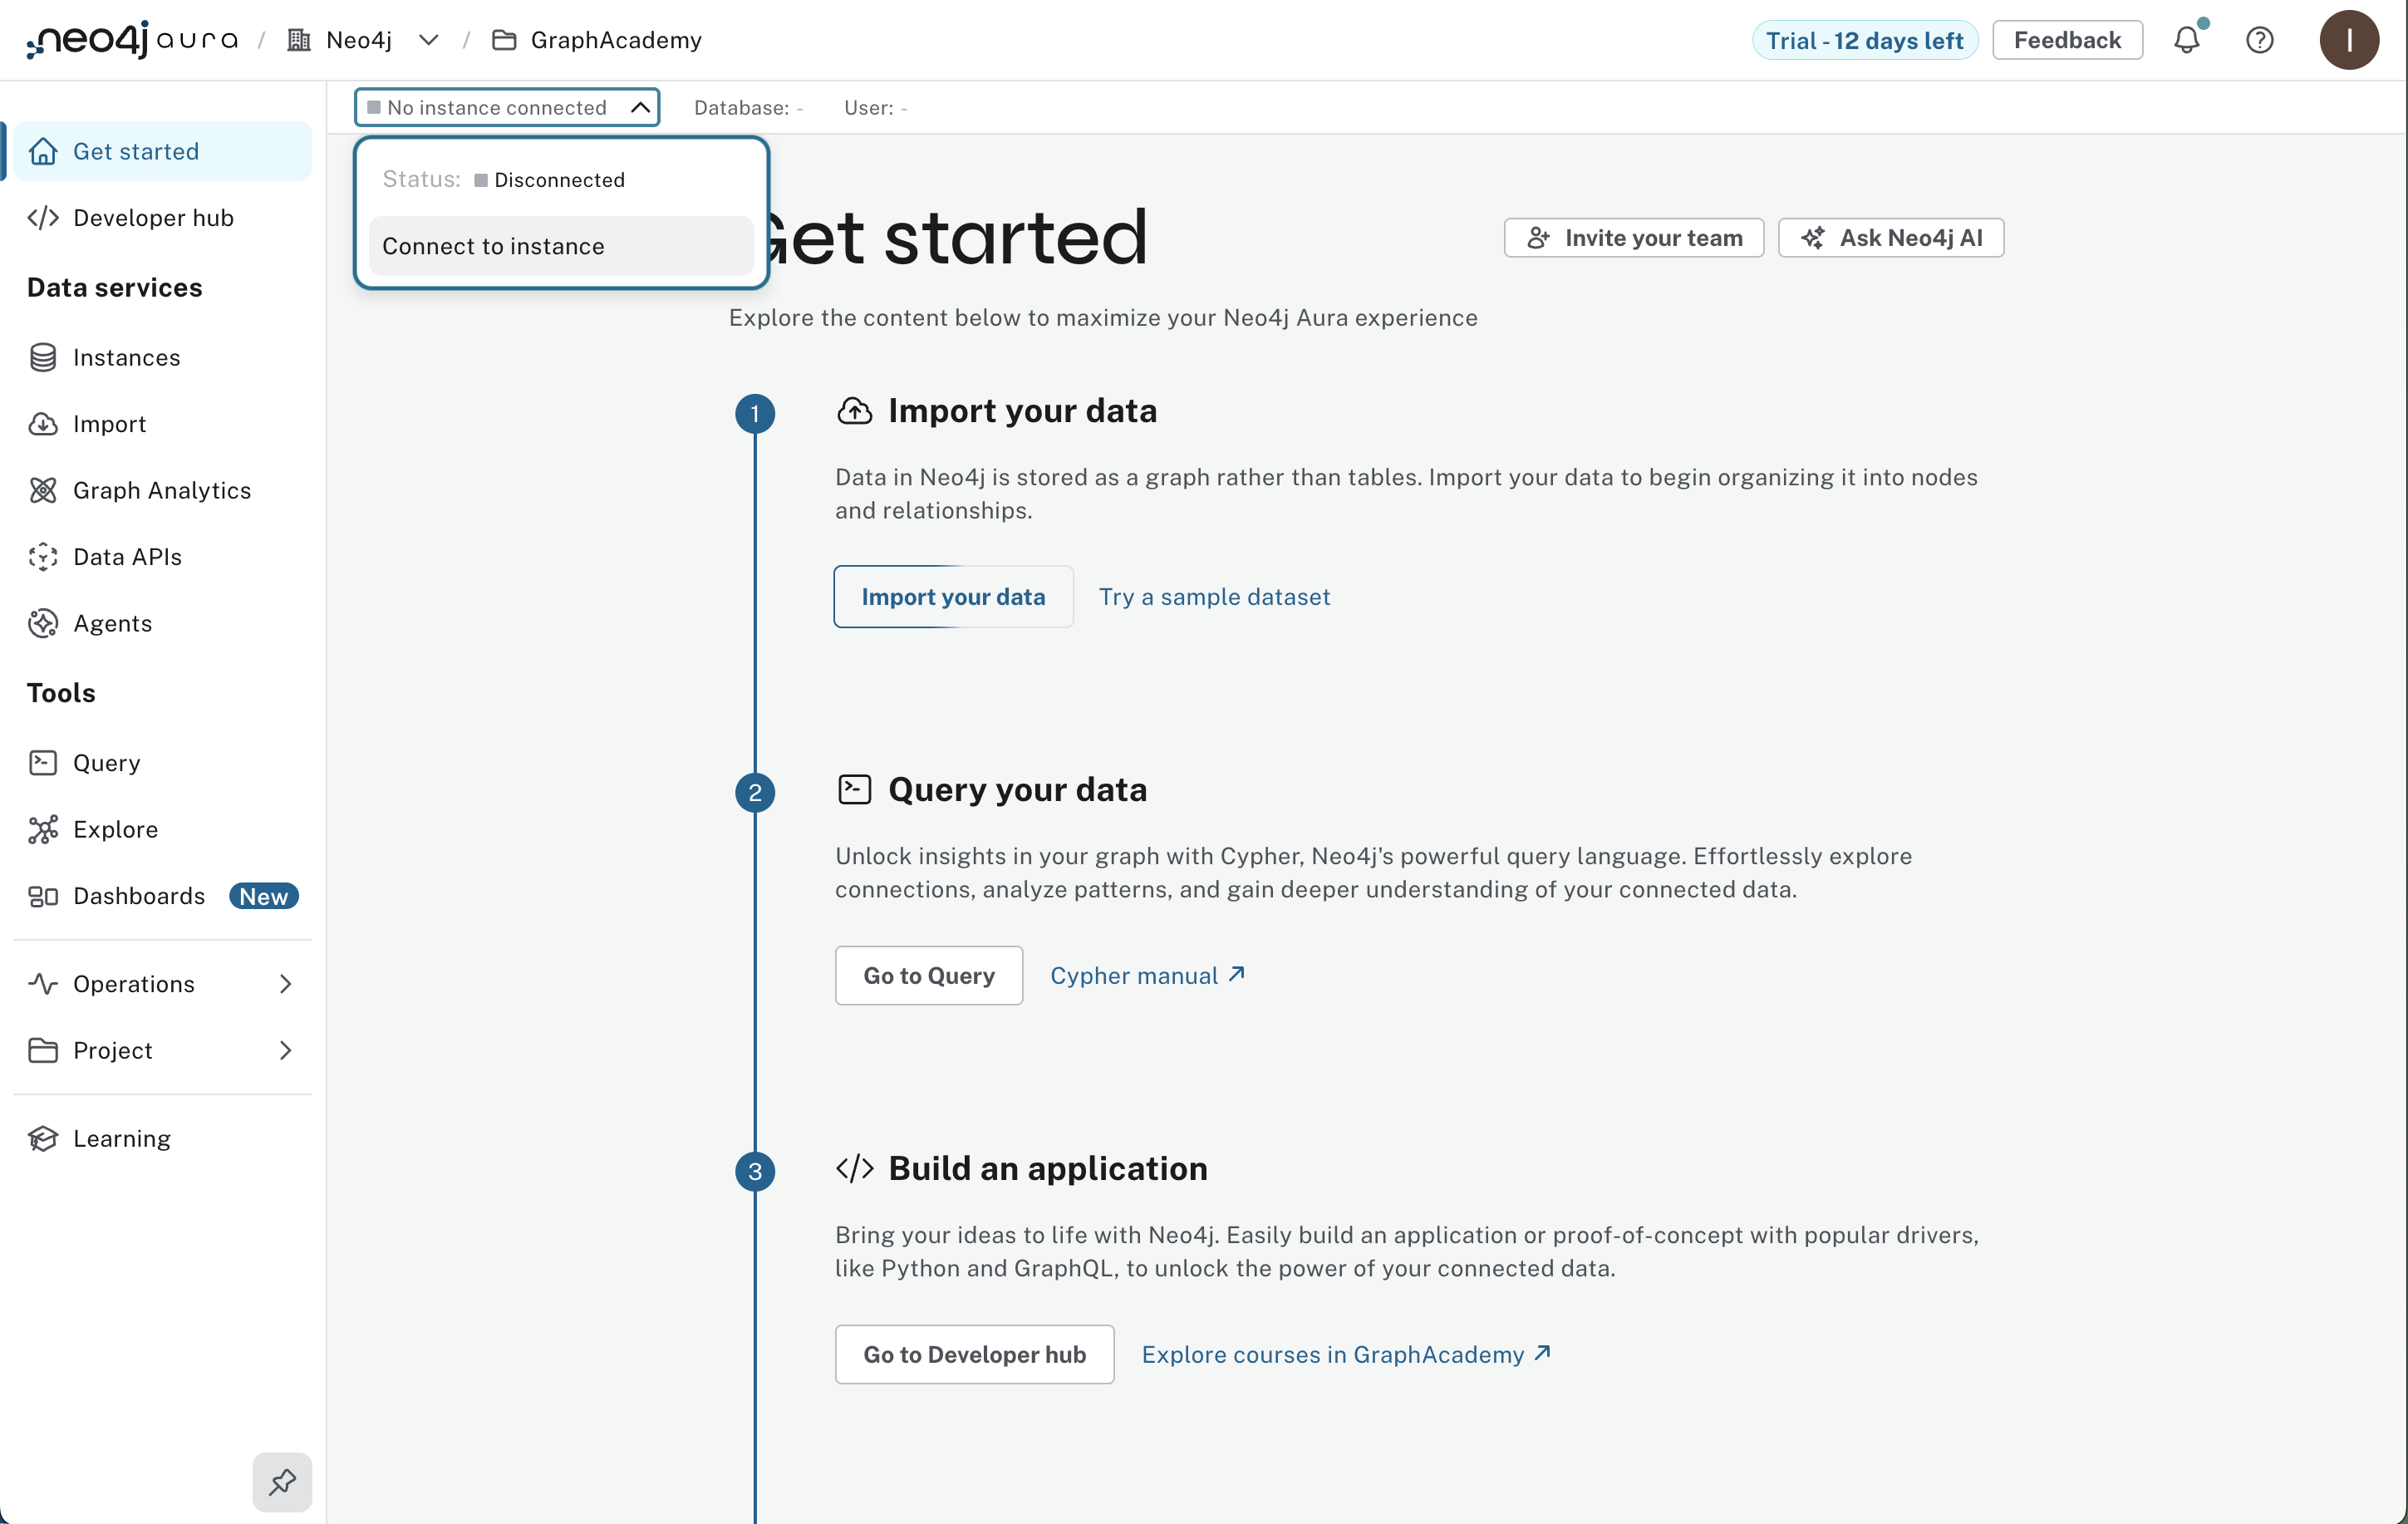 neo4j aura / Neo4j / GraphAcademy
Trial - 12 days left
Feedback
I
No instance connected
Database: -
User: -
Status: Disconnected
Connect to instance
Get started
Developer hub
Data services
Instances
Import
Graph Analytics
Data APIs
Agents
Tools
Query
Explore
Dashboards New
Operations
Project
Learning
Get started
Invite your team
Ask Neo4j AI
Explore the content below to maximize your Neo4j Aura experience
1
Import your data
Data in Neo4j is stored as a graph rather than tables. Import your data to begin organizing it into nodes
and relationships.
Import your data
Try a sample dataset
2
Query your data
Unlock insights in your graph with Cypher, Neo4j's powerful query language. Effortlessly explore
connections, analyze patterns, and gain deeper understanding of your connected data.
Go to Query
Cypher manual
3
Build an application
Bring your ideas to life with Neo4j. Easily build an application or proof-of-concept with popular drivers,
like Python and GraphQL, to unlock the power of your connected data.
Go to Developer hub
Explore courses in GraphAcademy